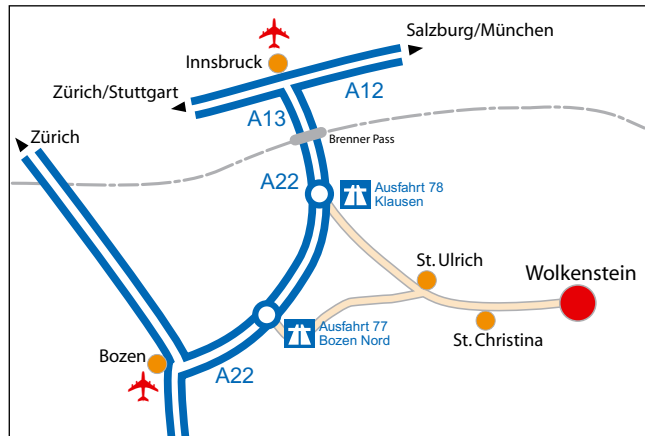 Salzburg/München
Innsbruck
Zürich/Stuttgart
A12
A13
Zürich
Brenner Pass
A22
Ausfahrt 78
Klausen
St. Ulrich
Wolkenstein
Ausfahrt 77
Bozen Nord
St. Christina
Bozen
A22